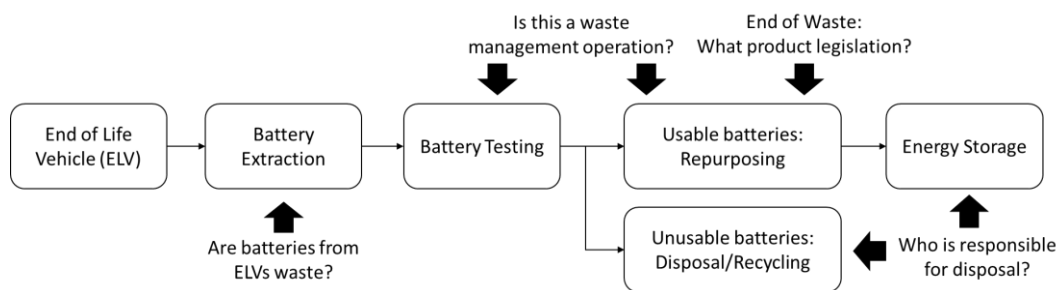 Is this a waste
management operation?
End of Waste:
What product legislation?
End of Life
Vehicle (ELV)
Battery
Extraction
Battery Testing
Usable batteries:
Repurposing
Energy Storage
Are batteries from
ELVs waste?
Unusable batteries:
Disposal/Recycling
Who is responsible
for disposal?